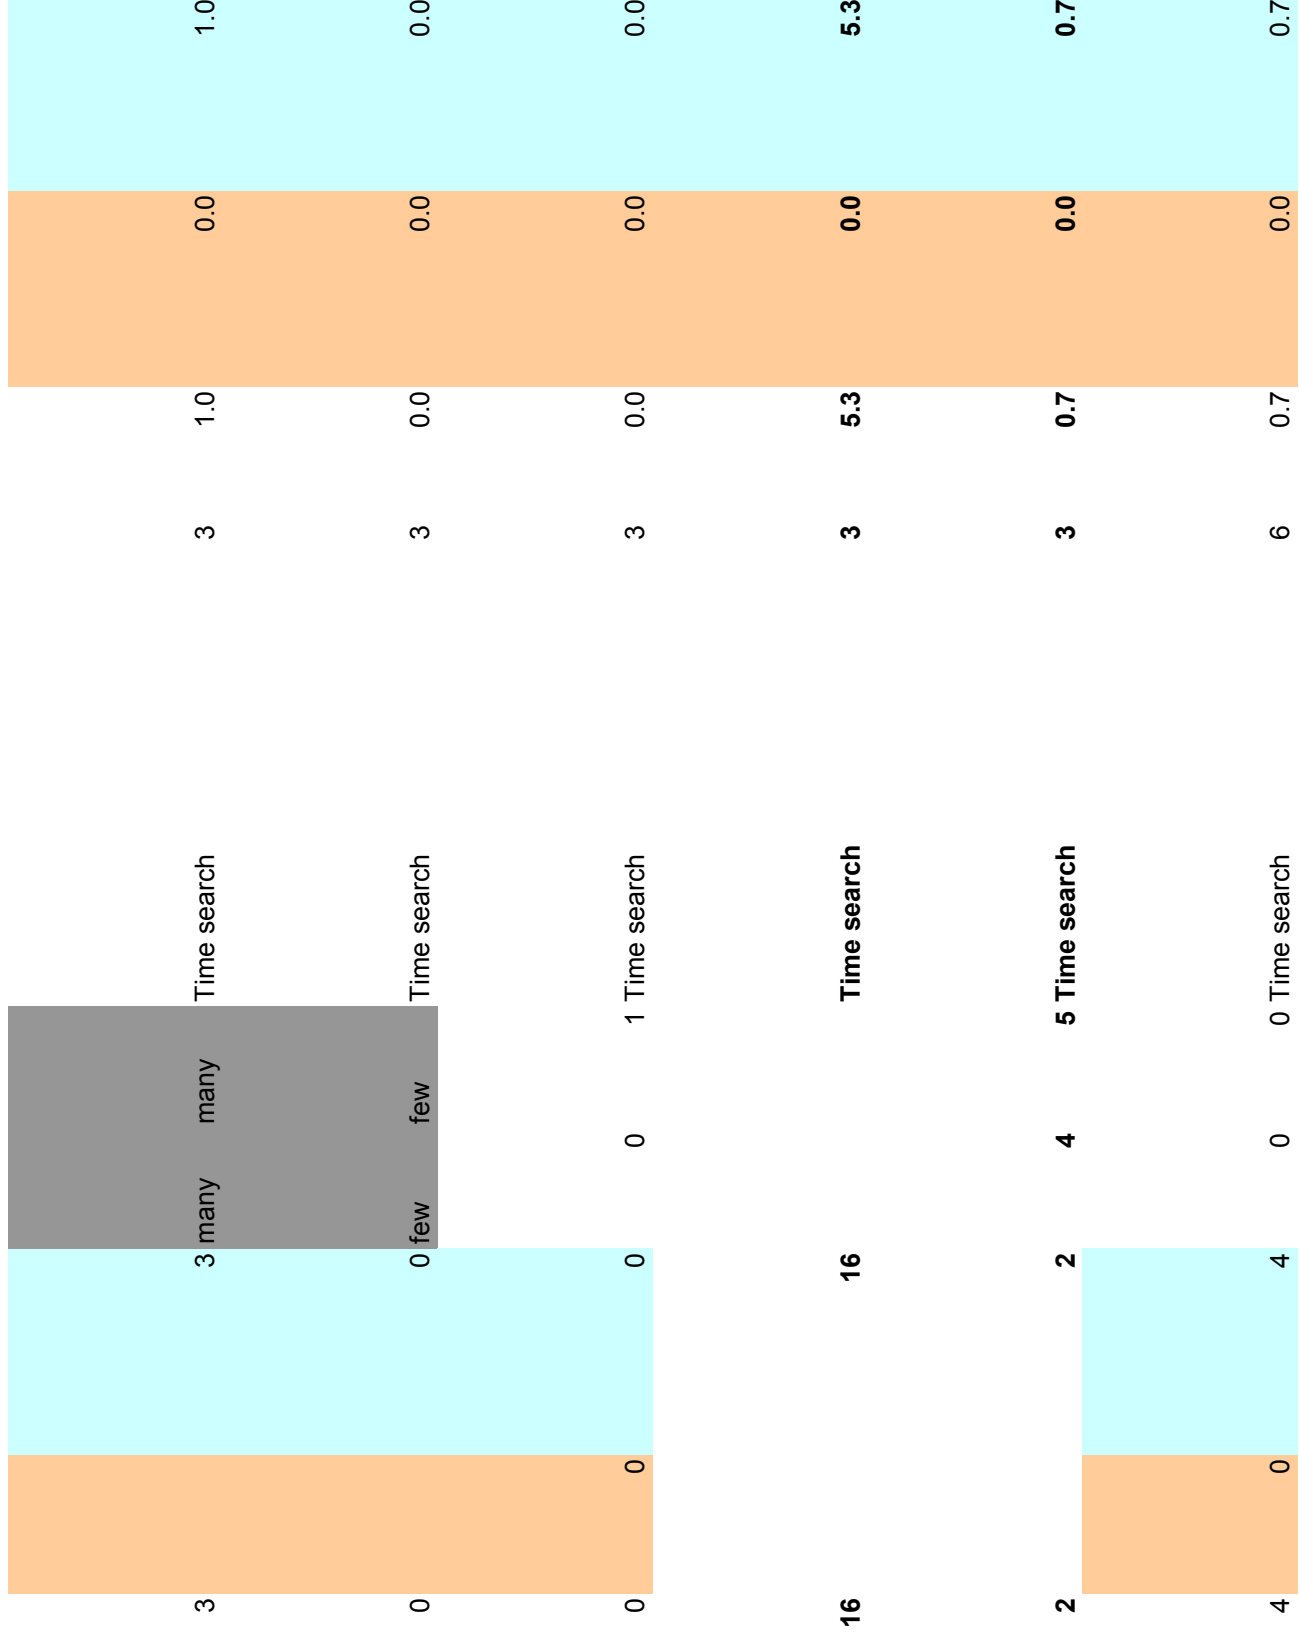 3 3 many many Time search 3 1.0 0.0 1.0
0 0 few few Time search 3 0.0 0.0 0.0
0 0 0 0 1 Time search 3 0.0 0.0 0.0
16 16 Time search 3 5.3 0.0 5.3
2 2 4 5 Time search 3 0.7 0.0 0.7
4 0 4 0 0 Time search 6 0.7 0.0 0.7